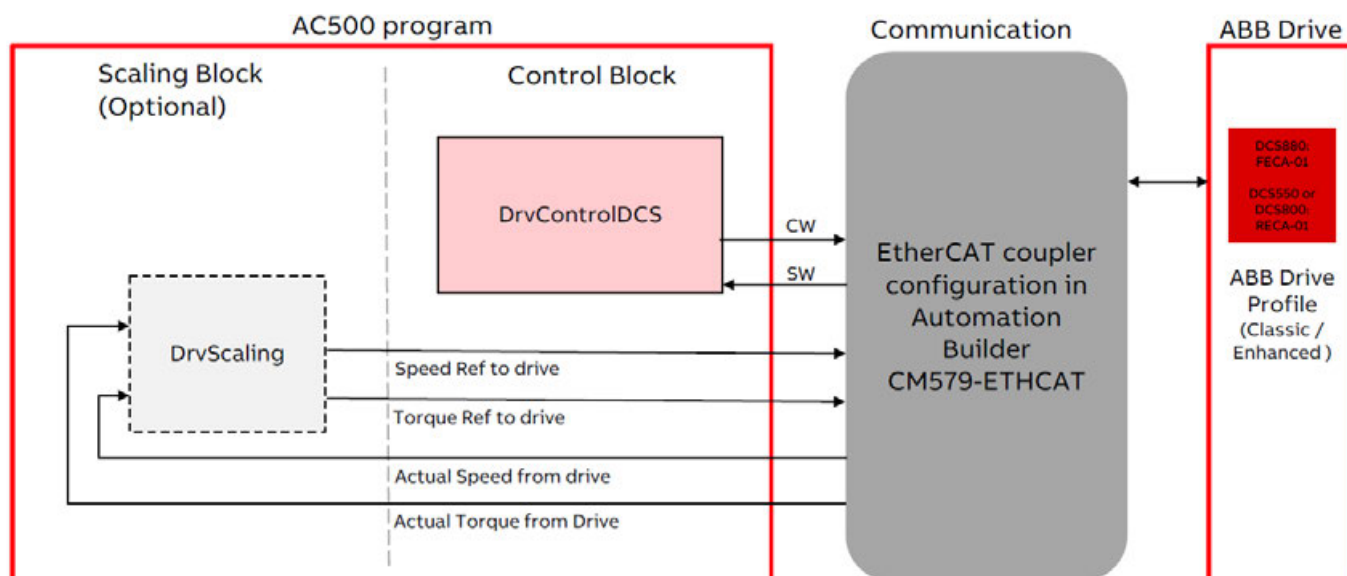 AC500 program
Communication
ABB Drive
Scaling Block
(Optional)
Control Block
DrvControlDCS
CW
SW
DrvScaling
Speed Ref to drive
Torque Ref to drive
Actual Speed from drive
Actual Torque from Drive
EtherCAT coupler
configuration in
Automation
Builder
CM579-ETHCAT
DCS880:
FECA-01
DCS550 or
DCS800:
RECA-01
ABB Drive
Profile
(Classic /
Enhanced )